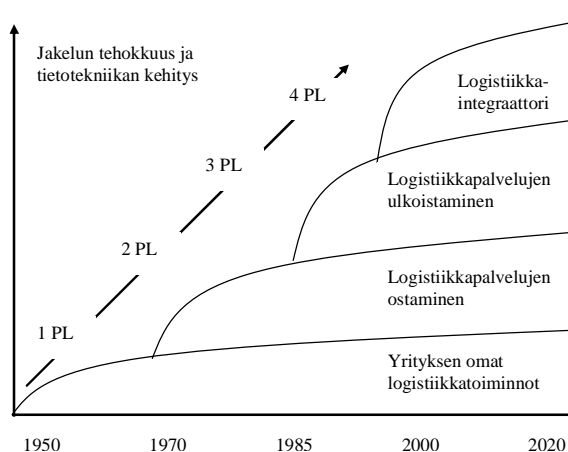 Jakelun tehokkuus ja
tietotekniikan kehitys
4 PL
Logistiikka-
integraattori
3 PL
Logistiikkapalvelujen
ulkoistaminen
2 PL
Logistiikkapalvelujen
ostaminen
1 PL
Yrityksen omat
logistiikkatoiminnot
1950 1970 1985 2000 2020